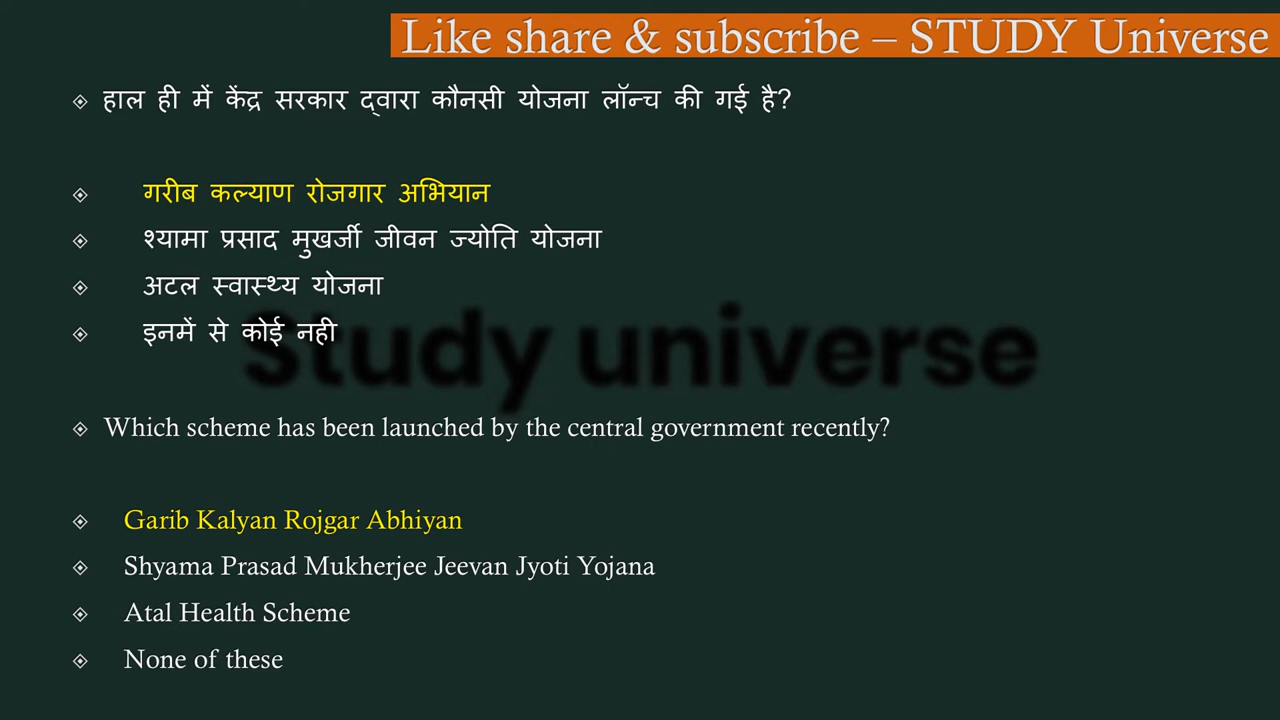 Like share & subscribe – STUDY Universe
हाल ही में केंद्र सरकार द्वारा कौनसी योजना लॉन्च की गई है?
गरीब कल्याण रोजगार अभियान
श्यामा प्रसाद मुखर्जी जीवन ज्योति योजना
अटल स्वास्थ्य योजना
इनमें से कोई नही
Study universe
Which scheme has been launched by the central government recently?
Garib Kalyan Rojgar Abhiyan
Shyama Prasad Mukherjee Jeevan Jyoti Yojana
Atal Health Scheme
None of these